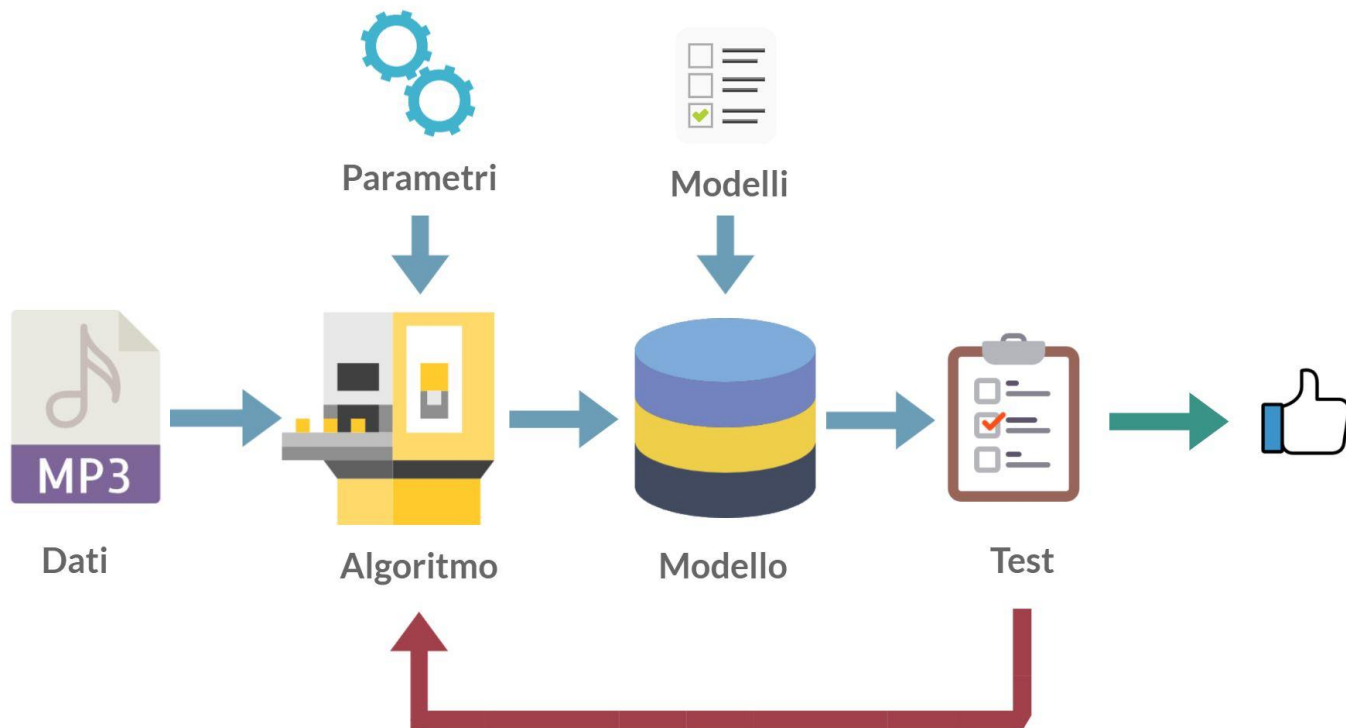 Parametri
Modelli
MP3
Dati
Algoritmo
Modello
Test